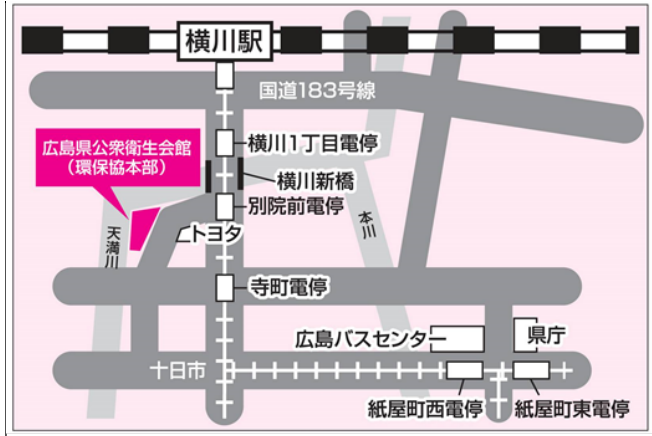 横川駅
国道183号線
横川1丁目電停
広島県公衆衛生会館
（環保協本部）
横川新橋
別院前電停
トヨタ
天満川
本川
寺町電停
広島バスセンター
県庁
十日市
紙屋町西電停
紙屋町東電停